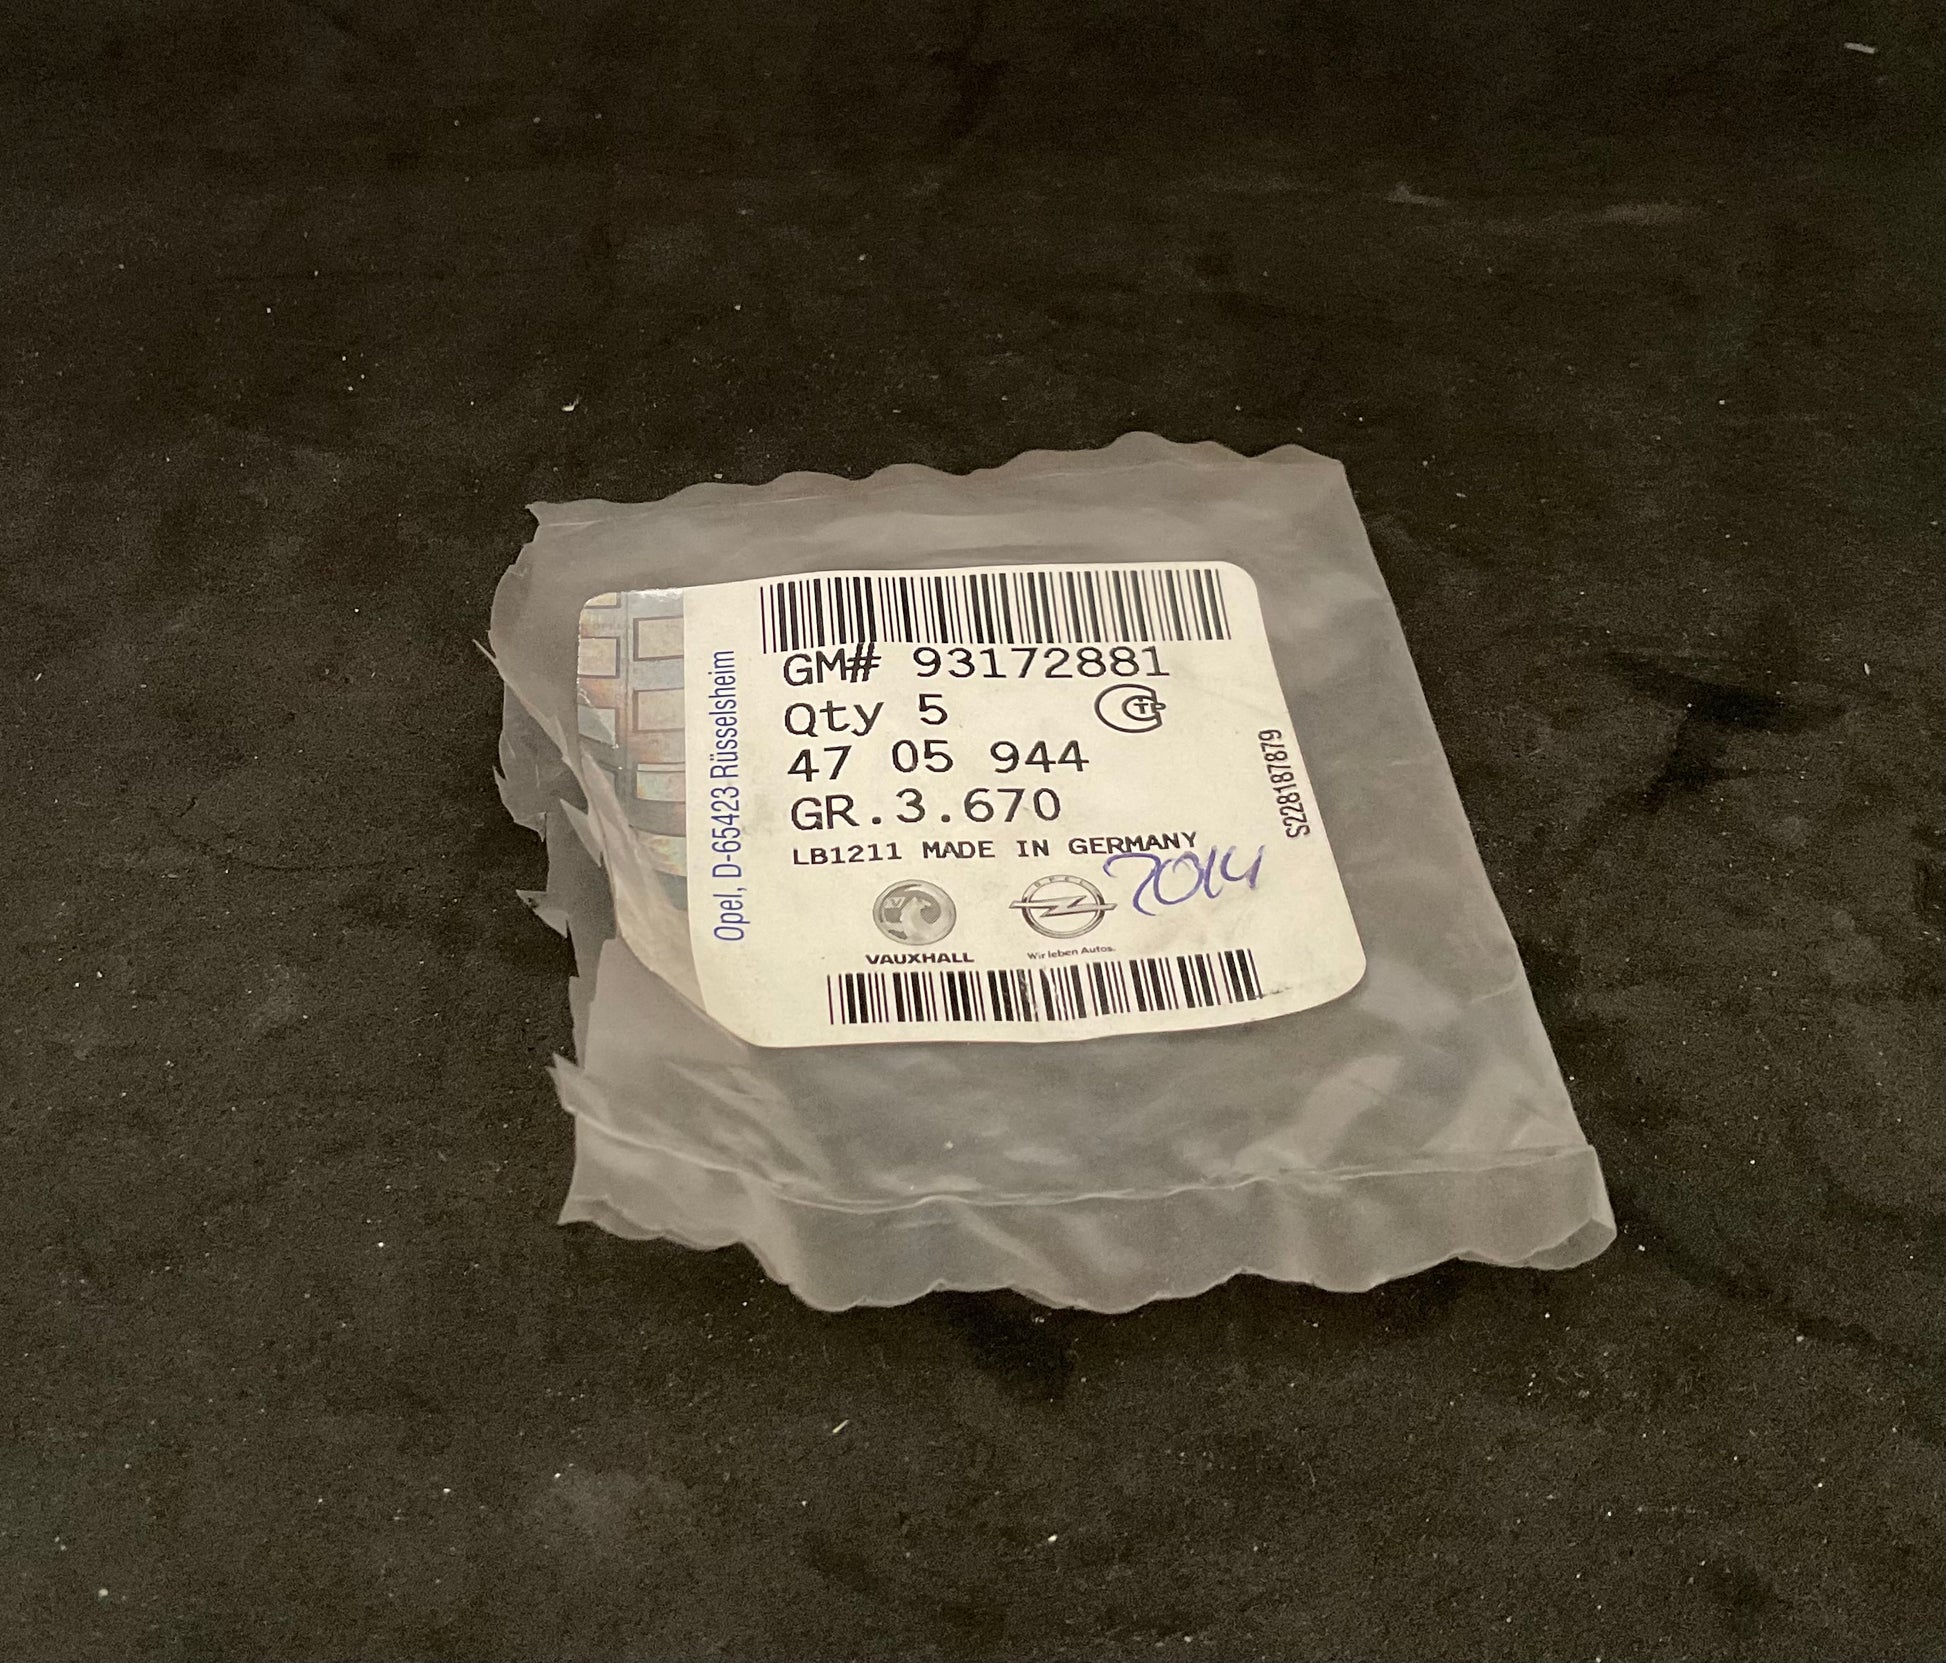 Opel, D-65423 Rüsselsheim
GM# 93172881
Qty 5
47 05 944
GR.3.670
LB1211 MADE IN GERMANY
2014
VAUXHALL
OPEL
Wir leben Autos.
S228187879